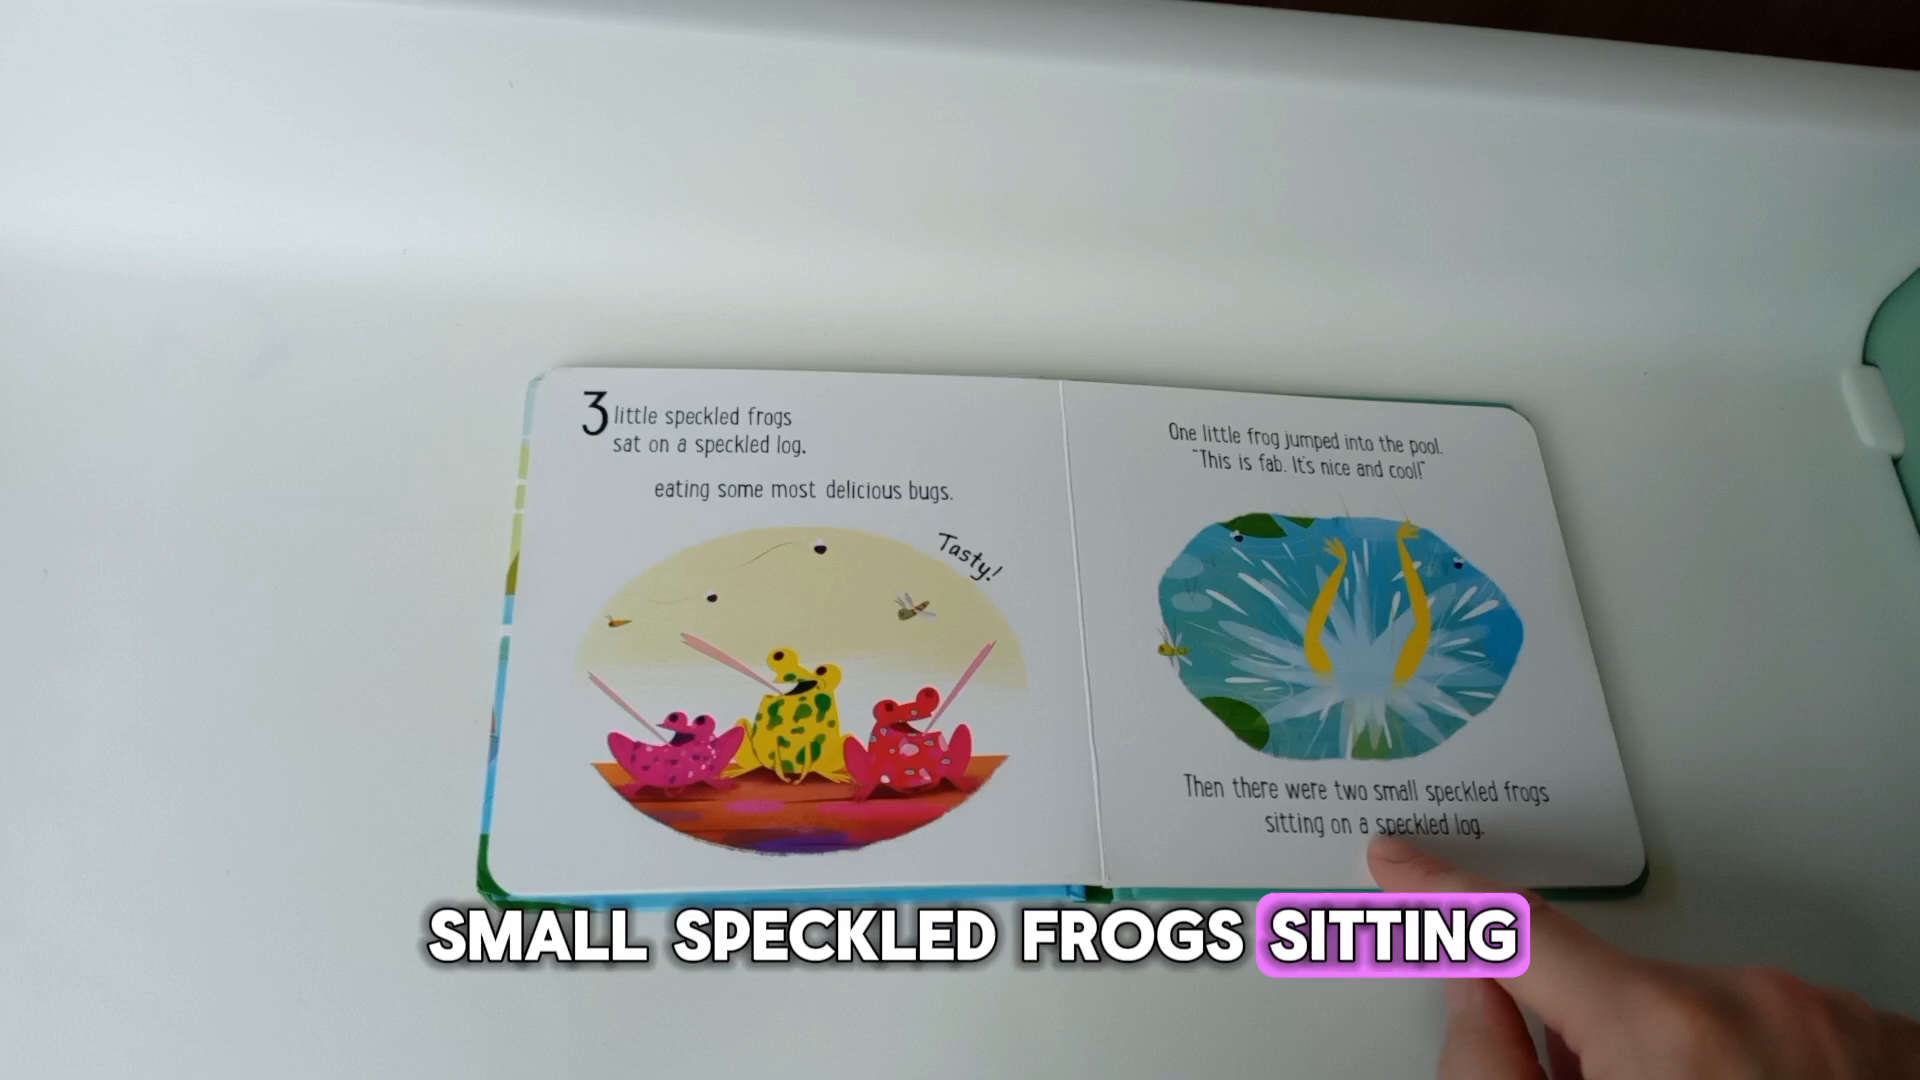 3 little speckled frogs
sat on a speckled log.
eating some most delicious bugs.
Tasty!
One little frog jumped into the pool.
"This is fab. It's nice and cool!"
Then there were two small speckled frogs
sitting on a speckled log.
SMALL SPECKLED FROGS SITTING